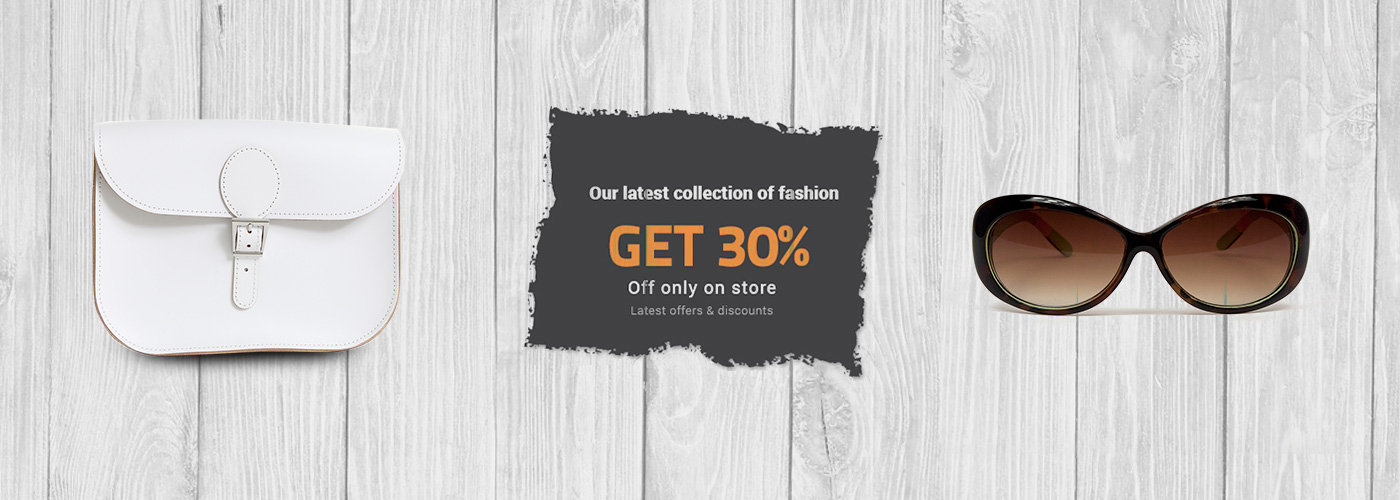 Our latest collection of fashion
GET 30%
Off only on store
Latest offers & discounts